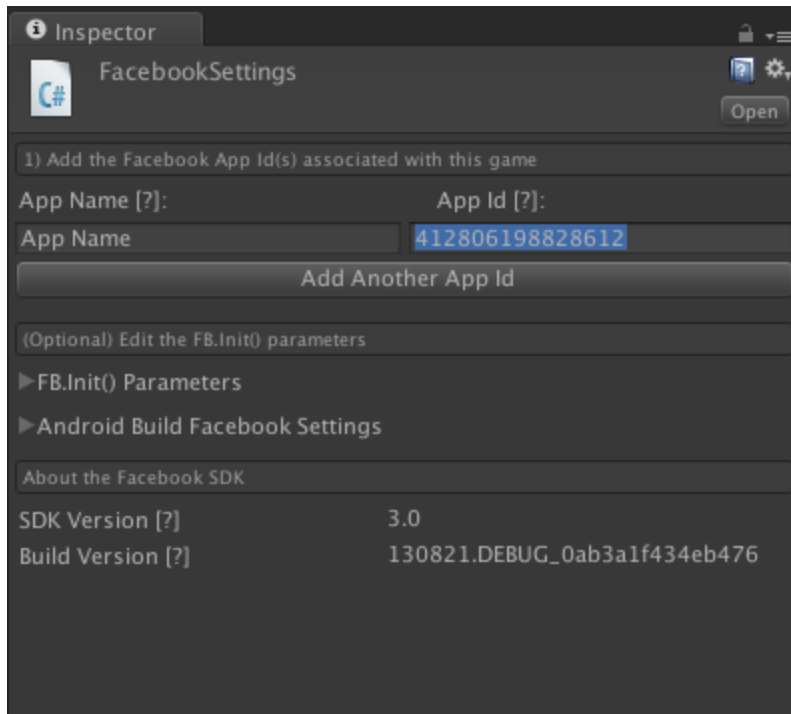 Inspector
C#
FacebookSettings
Open
1) Add the Facebook App Id(s) associated with this game
App Name [?]: App Id [?]:
App Name 412806198828612
Add Another App Id
(Optional) Edit the FB.Init() parameters
FB.Init() Parameters
Android Build Facebook Settings
About the Facebook SDK
SDK Version [?] 3.0
Build Version [?] 130821.DEBUG_0ab3a1f434eb476